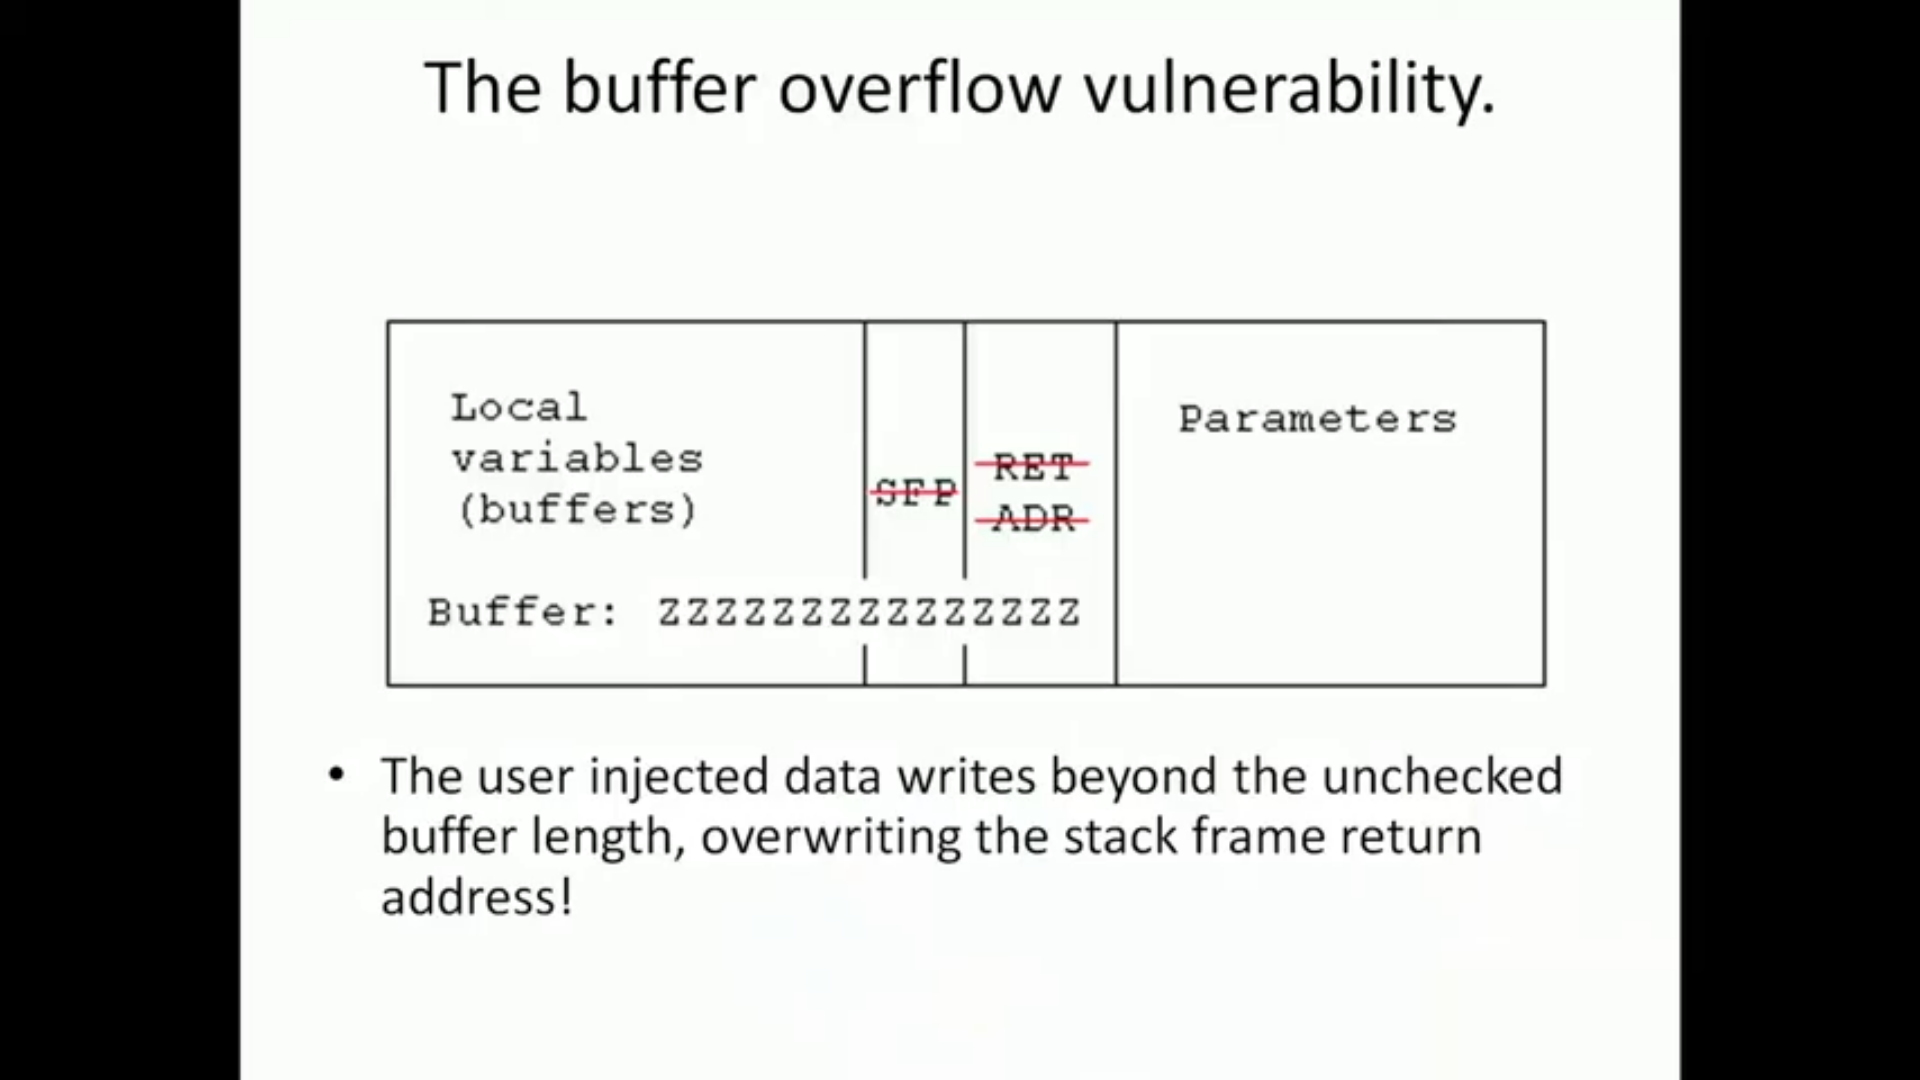 The buffer overflow vulnerability.
Local
variables
(buffers)
SFP
RET
ADR
Parameters
Buffer: ZZZZZZZZZZZZZZZ
• The user injected data writes beyond the unchecked
buffer length, overwriting the stack frame return
address!